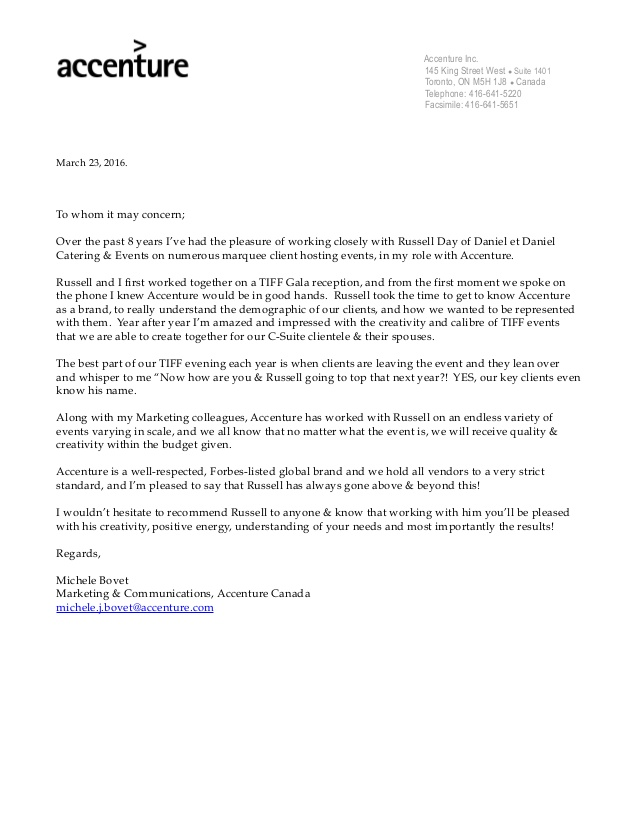 accenture
Accenture Inc.
145 King Street West • Suite 1401
Toronto, ON M5H 1J8 • Canada
Telephone: 416-641-5220
Facsimile: 416-641-5651
March 23, 2016.
To whom it may concern;
Over the past 8 years I've had the pleasure of working closely with Russell Day of Daniel et Daniel
Catering & Events on numerous marquee client hosting events, in my role with Accenture.
Russell and I first worked together on a TIFF Gala reception, and from the first moment we spoke on
the phone I knew Accenture would be in good hands.  Russell took the time to get to know Accenture
as a brand, to really understand the demographic of our clients, and how we wanted to be represented
with them.  Year after year I'm amazed and impressed with the creativity and calibre of TIFF events
that we are able to create together for our C-Suite clientele & their spouses.
The best part of our TIFF evening each year is when clients are leaving the event and they lean over
and whisper to me "Now how are you & Russell going to top that next year?!  YES, our key clients even
know his name.
Along with my Marketing colleagues, Accenture has worked with Russell on an endless variety of
events varying in scale, and we all know that no matter what the event is, we will receive quality &
creativity within the budget given.
Accenture is a well-respected, Forbes-listed global brand and we hold all vendors to a very strict
standard, and I'm pleased to say that Russell has always gone above & beyond this!
I wouldn't hesitate to recommend Russell to anyone & know that working with him you'll be pleased
with his creativity, positive energy, understanding of your needs and most importantly the results!
Regards,
Michele Bovet
Marketing & Communications, Accenture Canada
michele.j.bovet@accenture.com